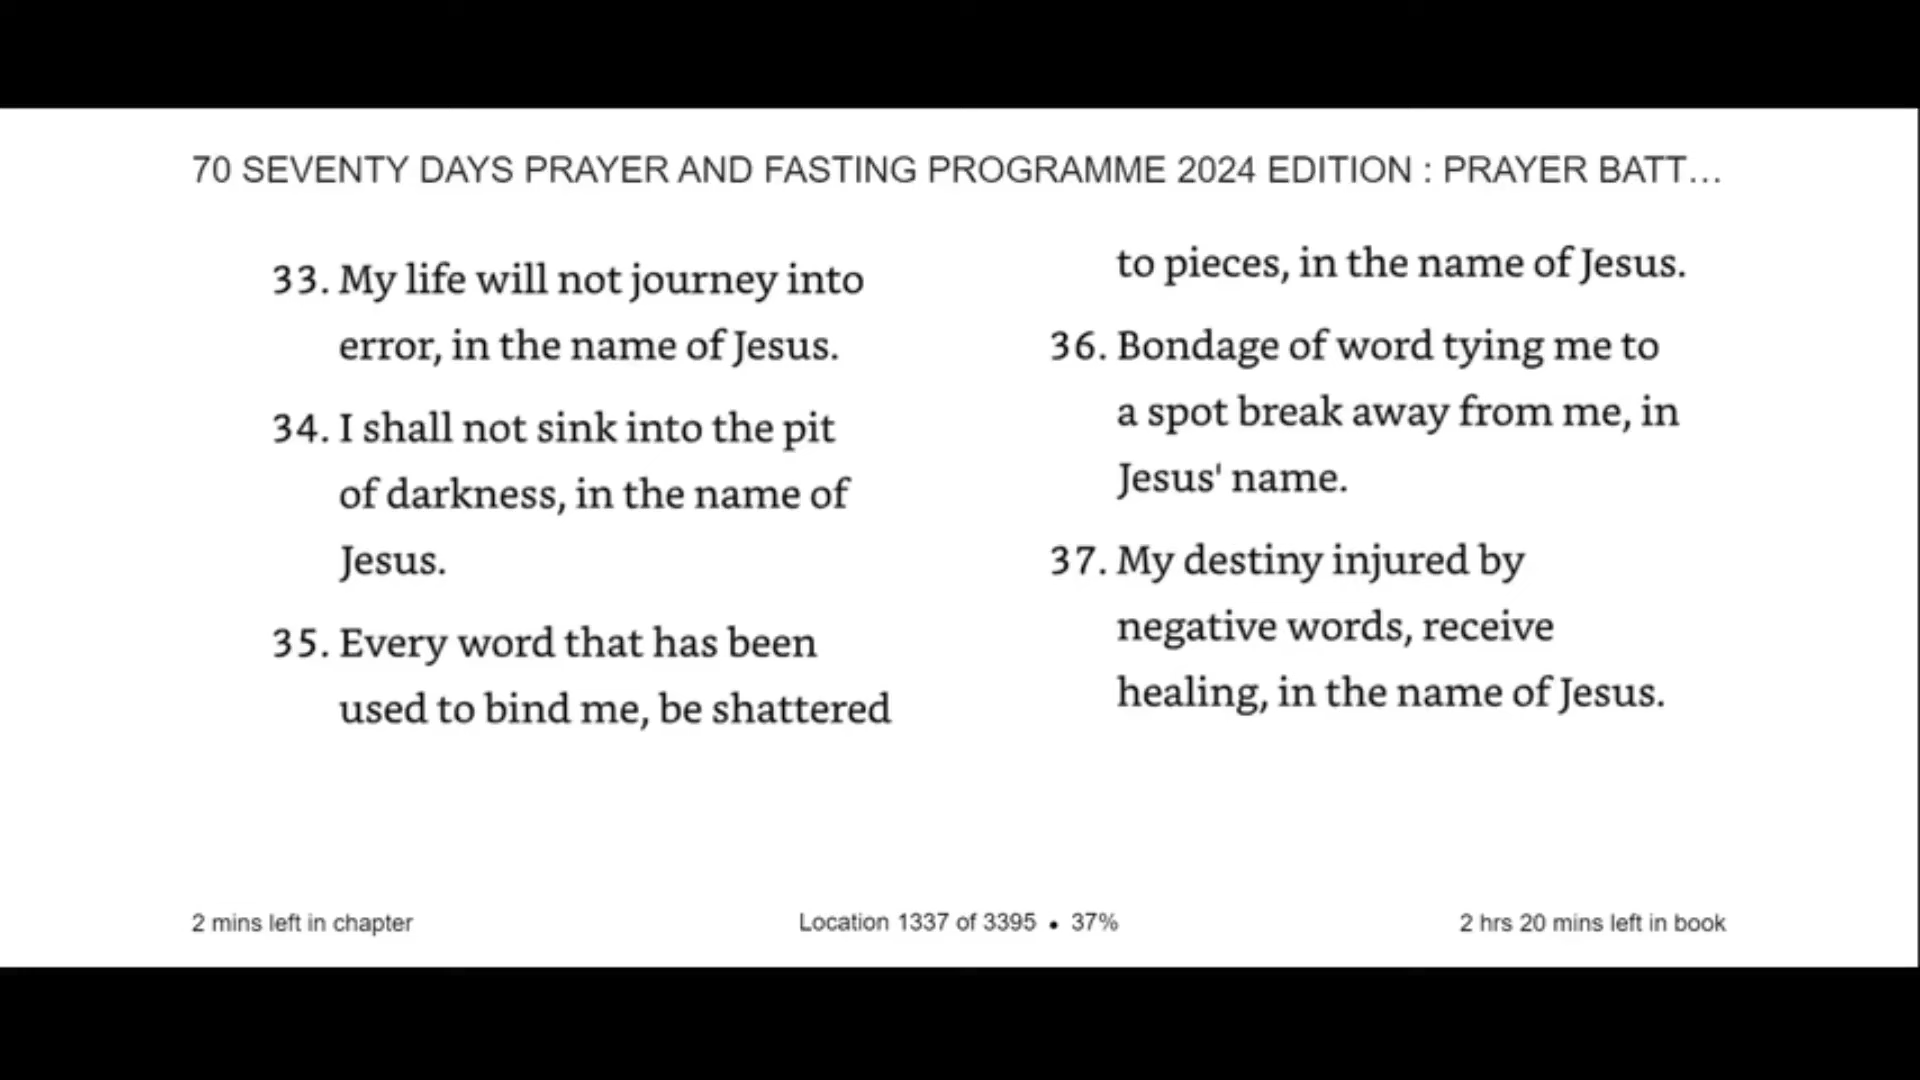 70 SEVENTY DAYS PRAYER AND FASTING PROGRAMME 2024 EDITION : PRAYER BATT...
33. My life will not journey into
error, in the name of Jesus.
34. I shall not sink into the pit
of darkness, in the name of
Jesus.
35. Every word that has been
used to bind me, be shattered
to pieces, in the name of Jesus.
36. Bondage of word tying me to
a spot break away from me, in
Jesus' name.
37. My destiny injured by
negative words, receive
healing, in the name of Jesus.
2 mins left in chapter
Location 1337 of 3395 • 37%
2 hrs 20 mins left in book